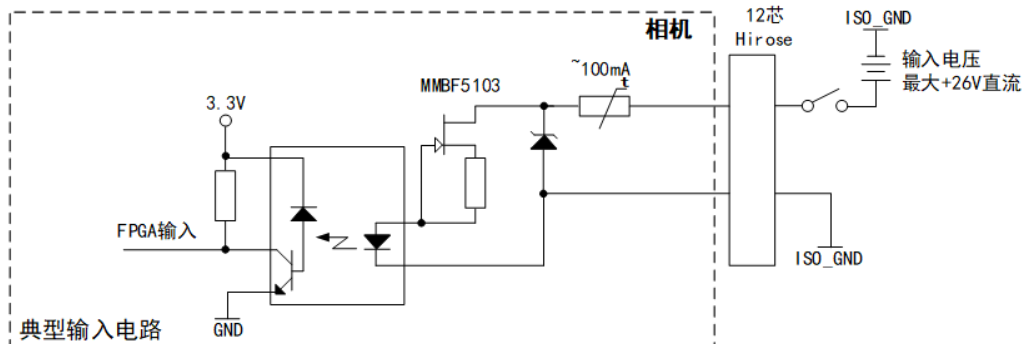 相机
12芯
Hirose
ISO_GND
输入电压
最大+26V直流
~100mA
t
MMBF5103
3.3V
FPGA输入
ISO_GND
GND
典型输入电路